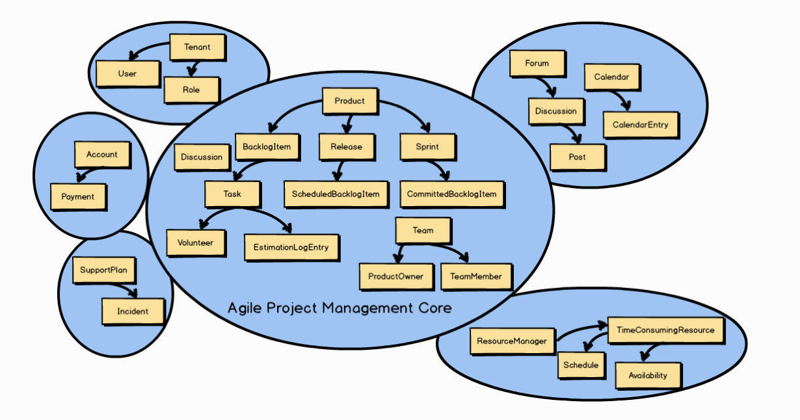 Tenant
User
Role
Account
Payment
SupportPlan
Incident
Product
BacklogItem
Release
Sprint
Discussion
Task
ScheduledBacklogItem
CommittedBacklogItem
Volunteer
EstimationLogEntry
Team
ProductOwner
TeamMember
Agile Project Management Core
Forum
Calendar
Discussion
CalendarEntry
Post
ResourceManager
TimeConsumingResource
Schedule
Availability